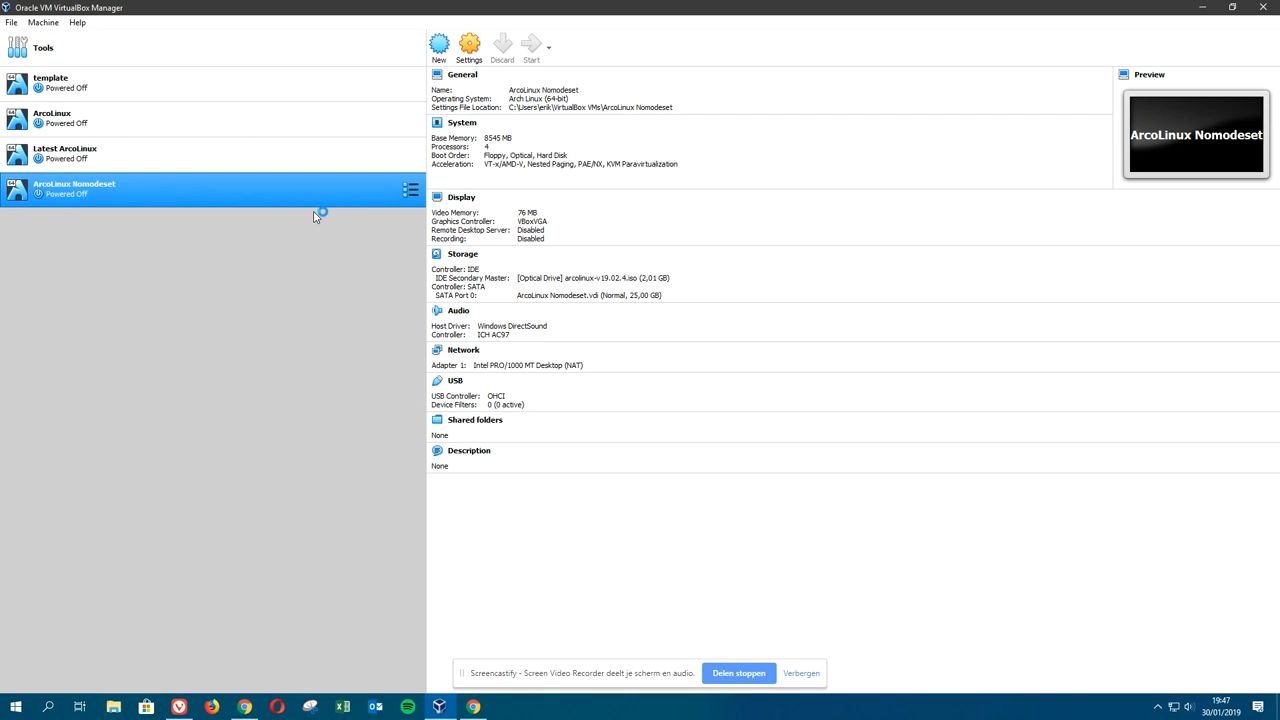 Oracle VM VirtualBox Manager
File Machine Help
Tools
64 template
Powered Off
64 ArcoLinux
Powered Off
64 Latest ArcoLinux
Powered Off
64 ArcoLinux Nomodeset
Powered Off
New Settings Discard Start
General
Name: ArcoLinux Nomodeset
Operating System: Arch Linux (64-bit)
Settings File Location: C:\Users\erik\VirtualBox VMs\ArcoLinux Nomodeset
System
Base Memory: 8545 MB
Processors: 4
Boot Order: Floppy, Optical, Hard Disk
Acceleration: VT-x/AMD-V, Nested Paging, PAE/NX, KVM Paravirtualization
Preview
ArcoLinux Nomodeset
Display
Video Memory: 76 MB
Graphics Controller: VBoxVGA
Remote Desktop Server: Disabled
Recording: Disabled
Storage
Controller: IDE
IDE Secondary Master: [Optical Drive] arcolinux-v19.02.4.iso (2,01 GB)
Controller: SATA
SATA Port 0: ArcoLinux Nomodeset.vdi (Normal, 25,00 GB)
Audio
Host Driver: Windows DirectSound
Controller: ICH AC97
Network
Adapter 1: Intel PRO/1000 MT Desktop (NAT)
USB
USB Controller: OHCI
Device Filters: 0 (0 active)
Shared folders
None
Description
None
Screencastify - Screen Video Recorder deelt je scherm en audio. Delen stoppen Verbergen
19:47
30/01/2019